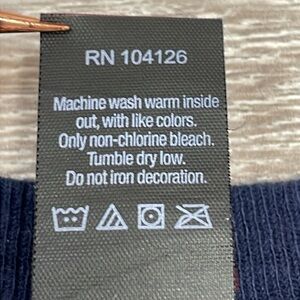 RN 104126
Machine wash warm inside
out, with like colors.
Only non-chlorine bleach.
Tumble dry low.
Do not iron decoration.